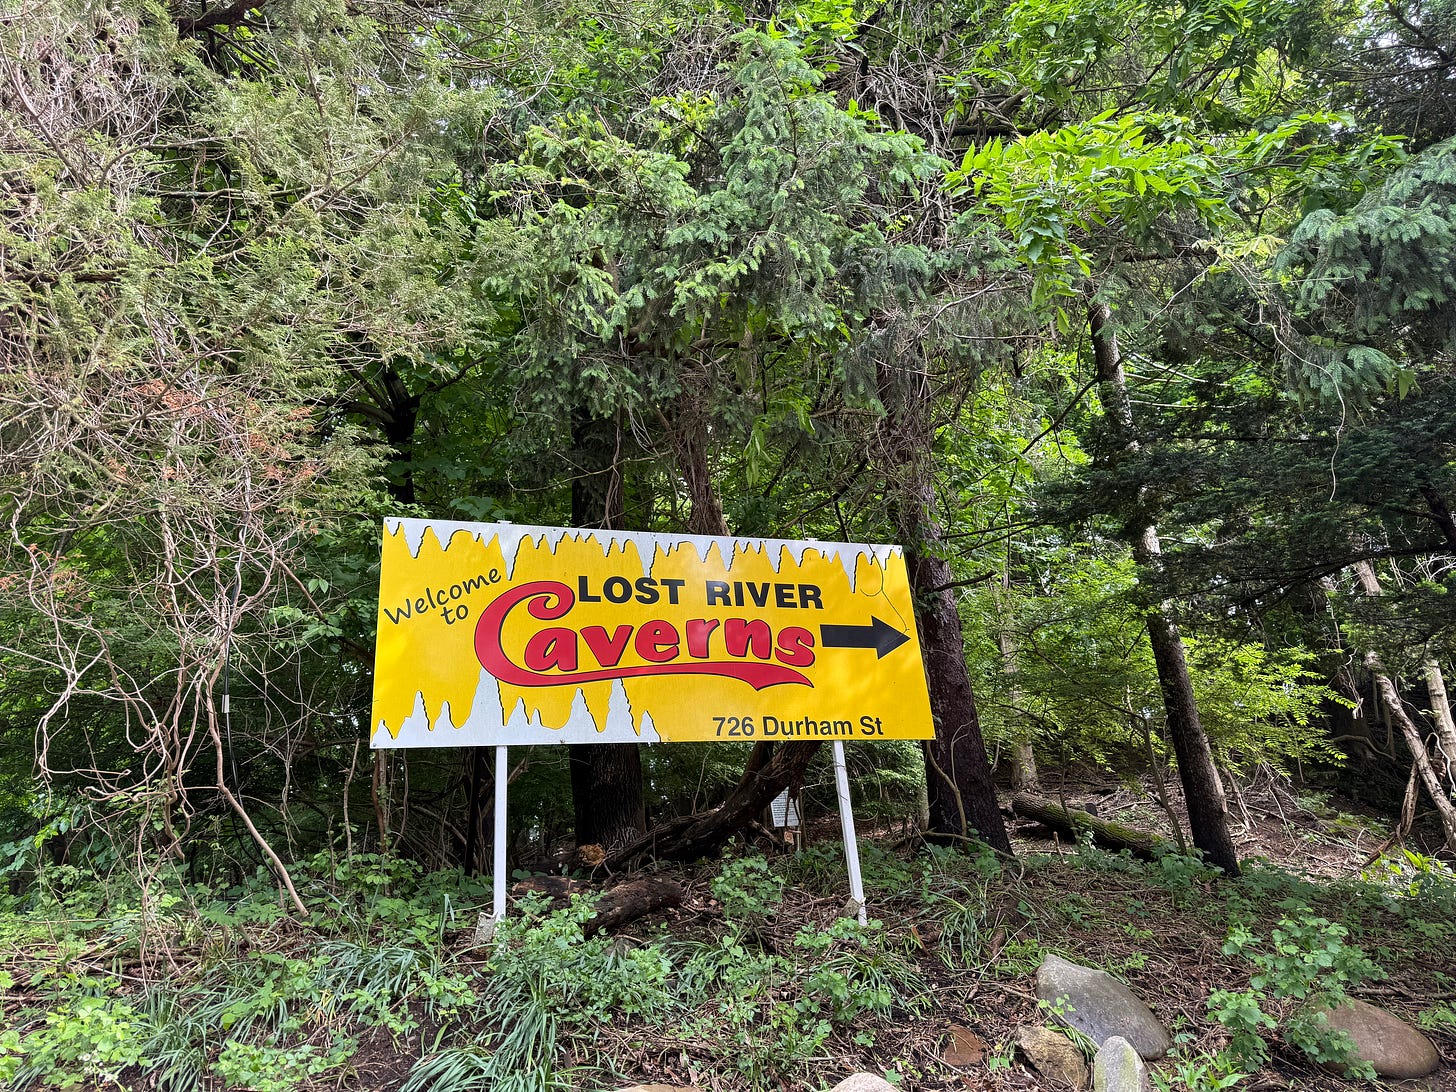 Welcome
to
LOST RIVER
Caverns
726 Durham St